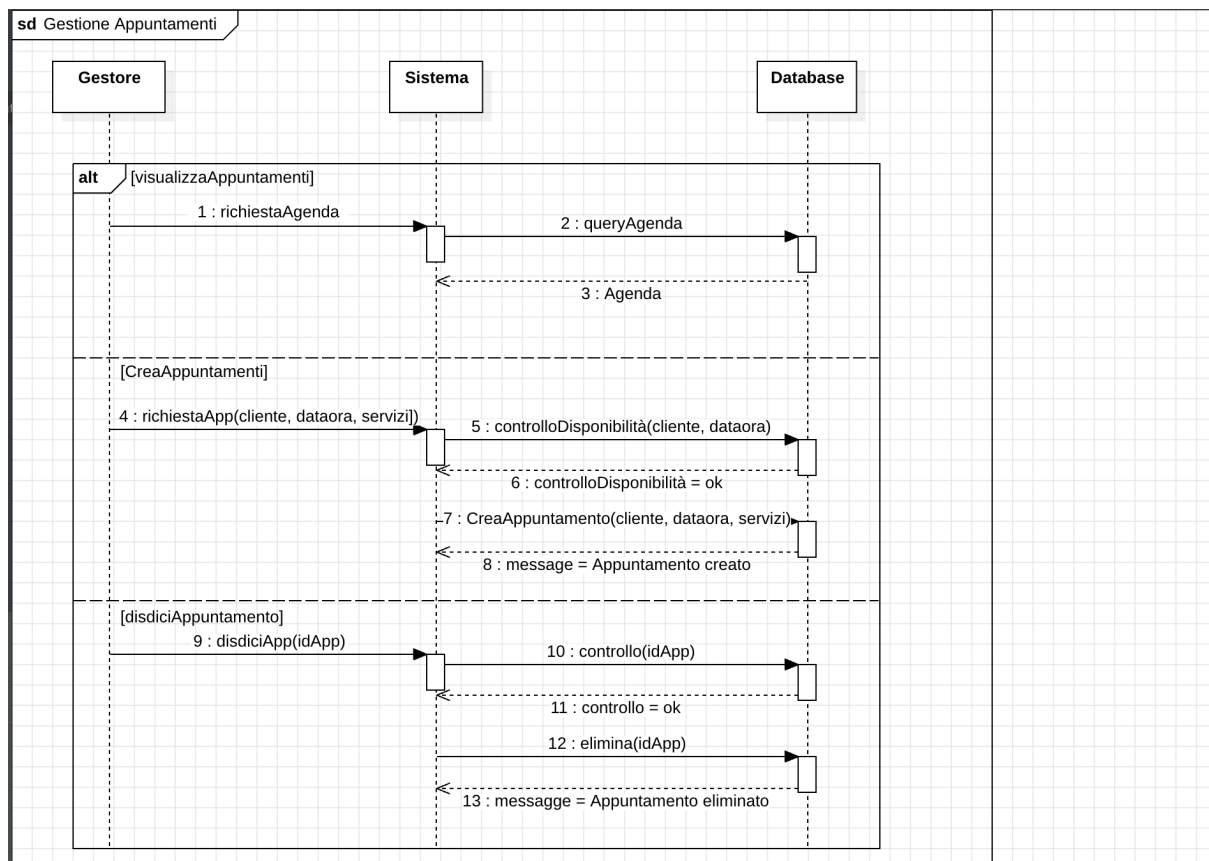 sd Gestione Appuntamenti
Gestore
Sistema
Database
alt [visualizzaAppuntamenti]
1 : richiestaAgenda
2 : queryAgenda
3 : Agenda
[CreaAppuntamenti]
4 : richiestaApp(cliente, dataora, servizi])
5 : controlloDisponibilità(cliente, dataora)
6 : controlloDisponibilità = ok
7 : CreaAppuntamento(cliente, dataora, servizi)
8 : message = Appuntamento creato
[disdiciAppuntamento]
9 : disdiciApp(idApp)
10 : controllo(idApp)
11 : controllo = ok
12 : elimina(idApp)
13 : messagge = Appuntamento eliminato